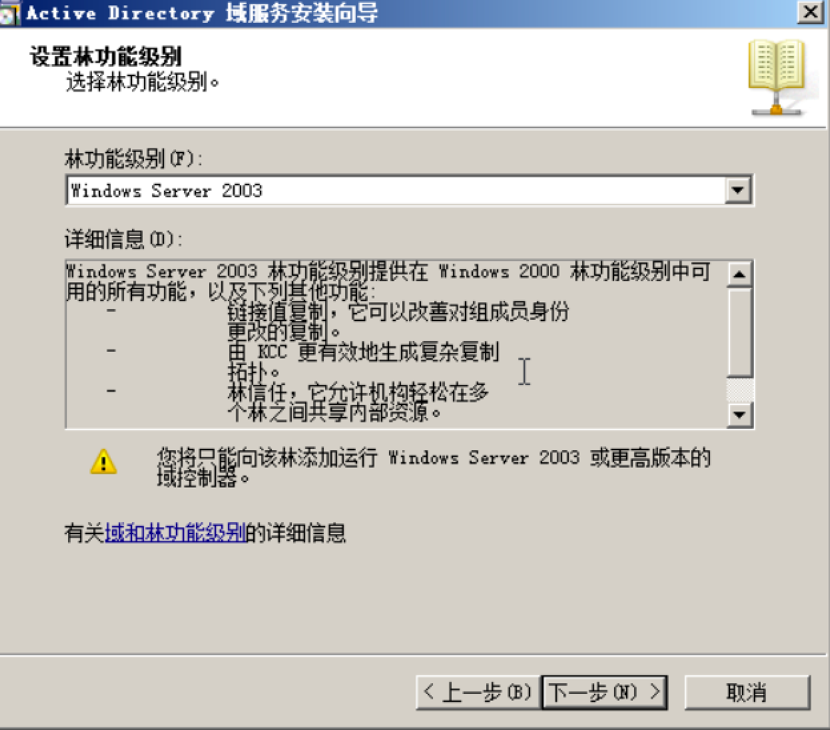 Active Directory 域服务安装向导
设置林功能级别
选择林功能级别。
林功能级别(F):
Windows Server 2003
详细信息(D):
Windows Server 2003 林功能级别提供在 Windows 2000 林功能级别中可
用的所有功能，以及下列其他功能:
- 链接值复制，它可以改善对组成员身份
更改的复制。
- 由 KCC 更有效地生成复杂复制
拓扑。
- 林信任，它允许机构轻松在多
个林之间共享内部资源。
您将只能向该林添加运行 Windows Server 2003 或更高版本的
域控制器。
有关域和林功能级别的详细信息
< 上一步(B) 下一步(N) > 取消